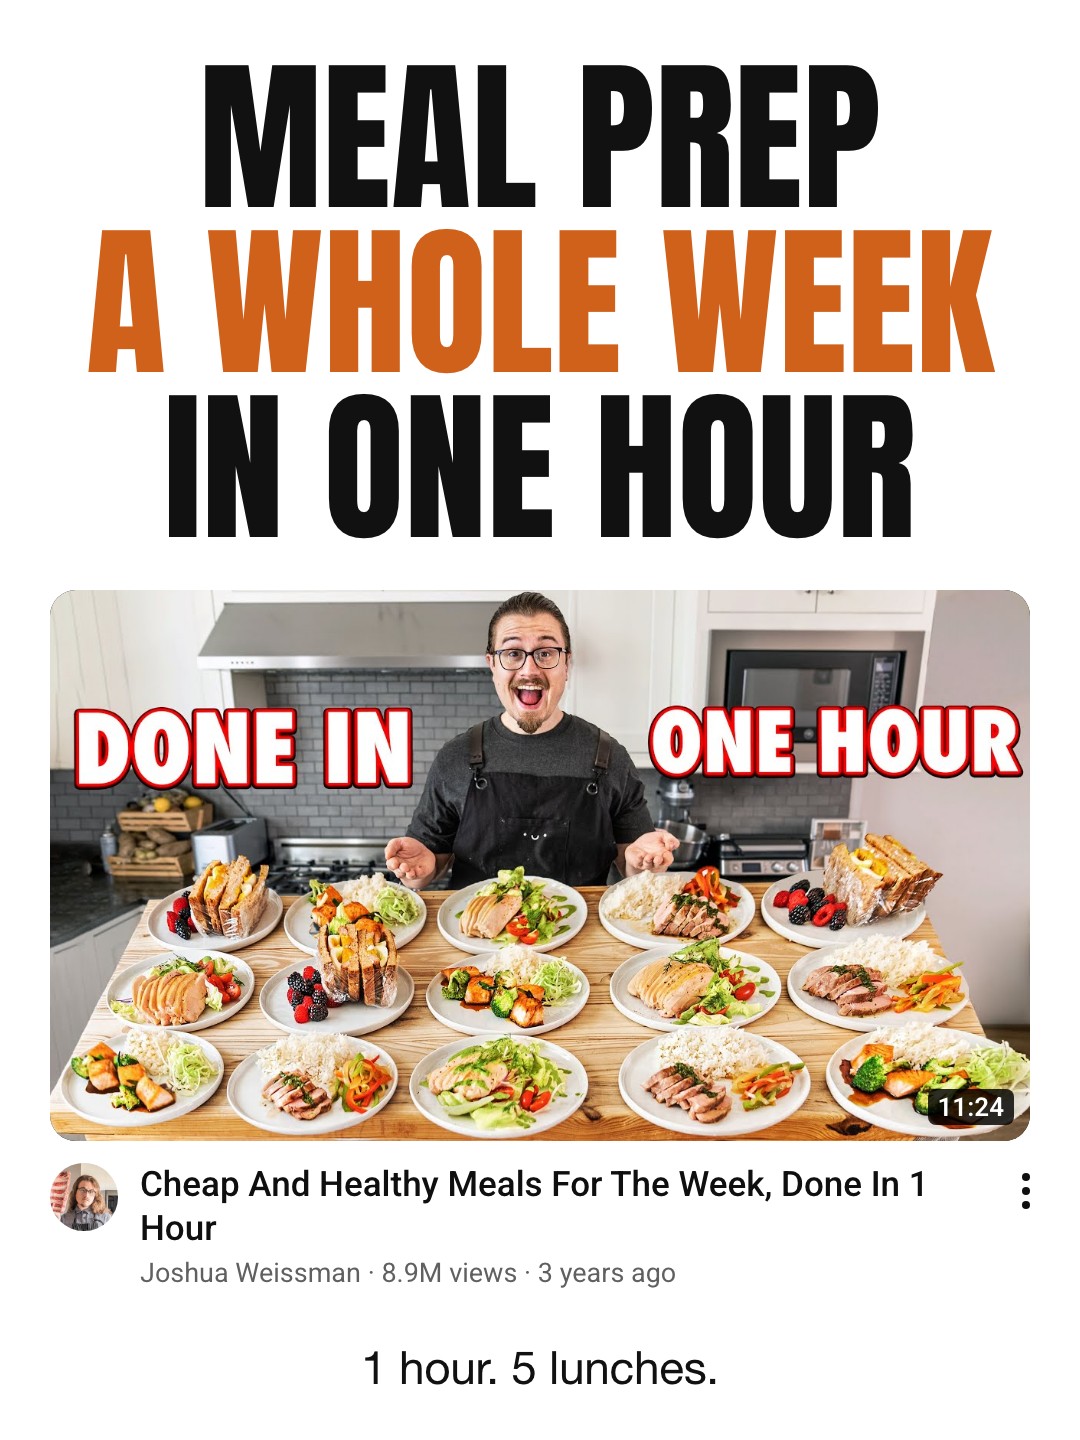 MEAL PREP
A WHOLE WEEK
IN ONE HOUR
DONE IN ONE HOUR
11:24
Cheap And Healthy Meals For The Week, Done In 1
Hour
Joshua Weissman · 8.9M views · 3 years ago
1 hour. 5 lunches.